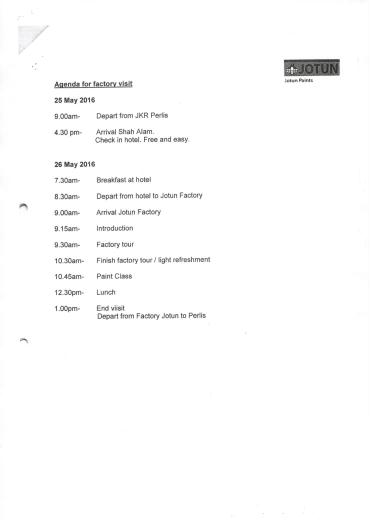 JOTUN
Jotun Paints
Agenda for factory visit
25 May 2016
9.00am- Depart from JKR Perlis
4.30 pm- Arrival Shah Alam.
Check in hotel. Free and easy.
26 May 2016
7.30am- Breakfast at hotel
8.30am- Depart from hotel to Jotun Factory
9.00am- Arrival Jotun Factory
9.15am- Introduction
9.30am- Factory tour
10.30am- Finish factory tour / light refreshment
10.45am- Paint Class
12.30pm- Lunch
1.00pm- End viisit
Depart from Factory Jotun to Perlis